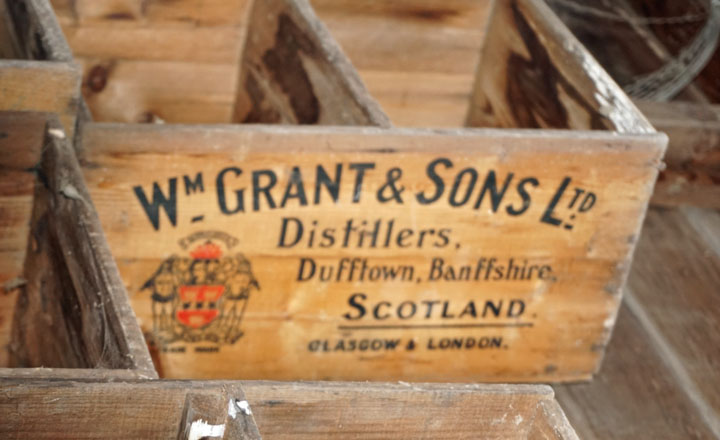 WM GRANT & SONS LTD
Distillers,
Dufftown, Banffshire,
SCOTLAND.
GLASGOW & LONDON.